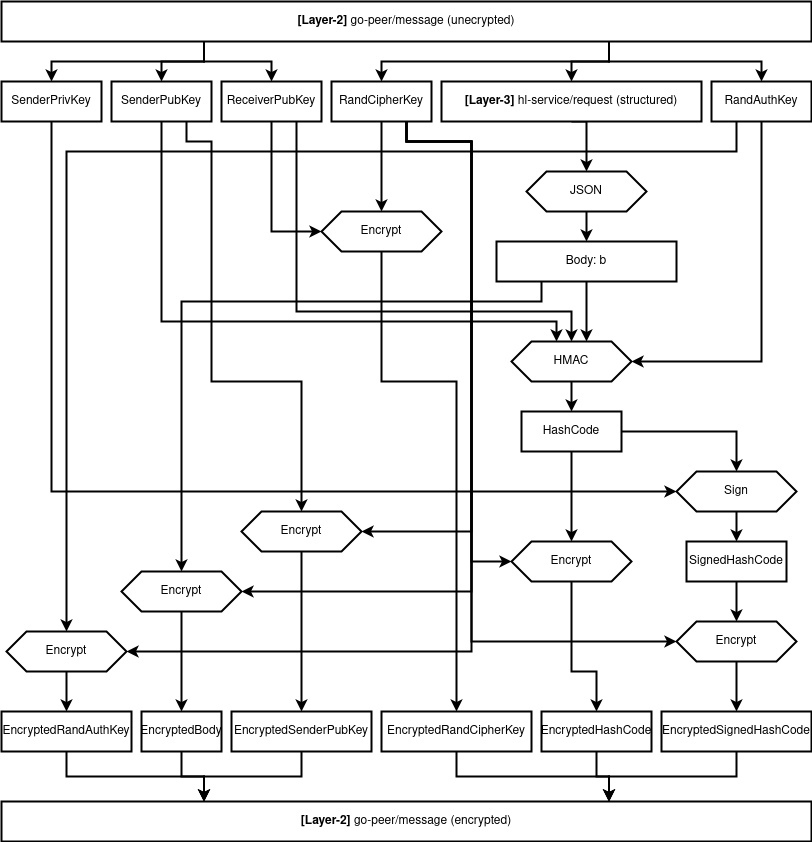 [Layer-2] go-peer/message (unecrypted)
SenderPrivKey
SenderPubKey
ReceiverPubKey
RandCipherKey
[Layer-3] hl-service/request (structured)
RandAuthKey
JSON
Encrypt
Body: b
HMAC
HashCode
Sign
Encrypt
Encrypt
SignedHashCode
Encrypt
Encrypt
Encrypt
EncryptedRandAuthKey
EncryptedBody
EncryptedSenderPubKey
EncryptedRandCipherKey
EncryptedHashCode
EncryptedSignedHashCode
[Layer-2] go-peer/message (encrypted)